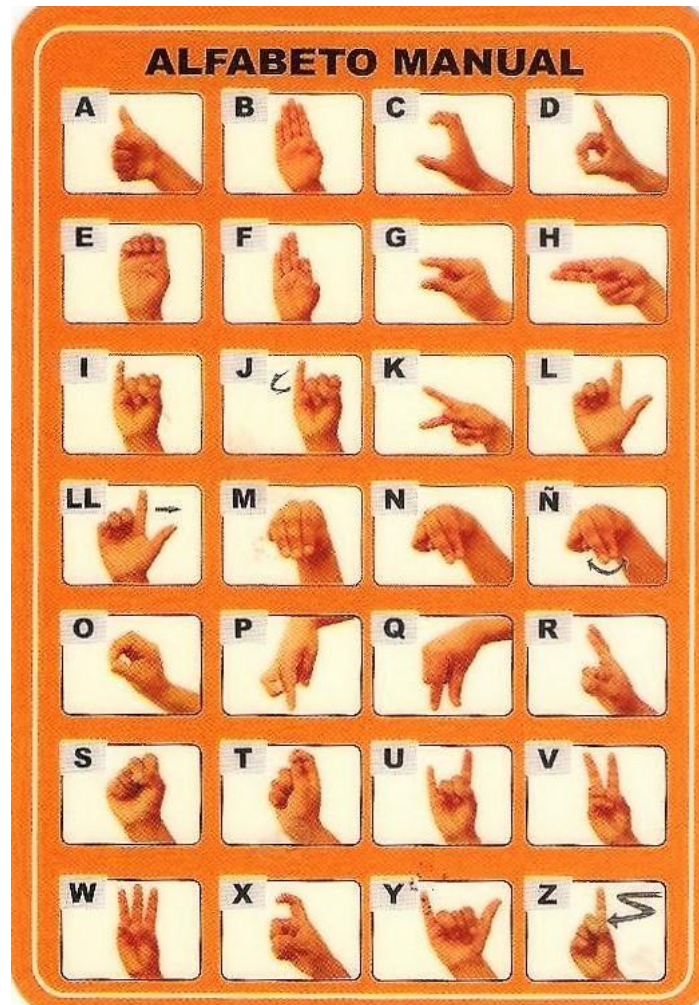 ALFABETO MANUAL
A B C D
E F G H
I J K L
LL M N Ñ
O P Q R
S T U V
W X Y Z